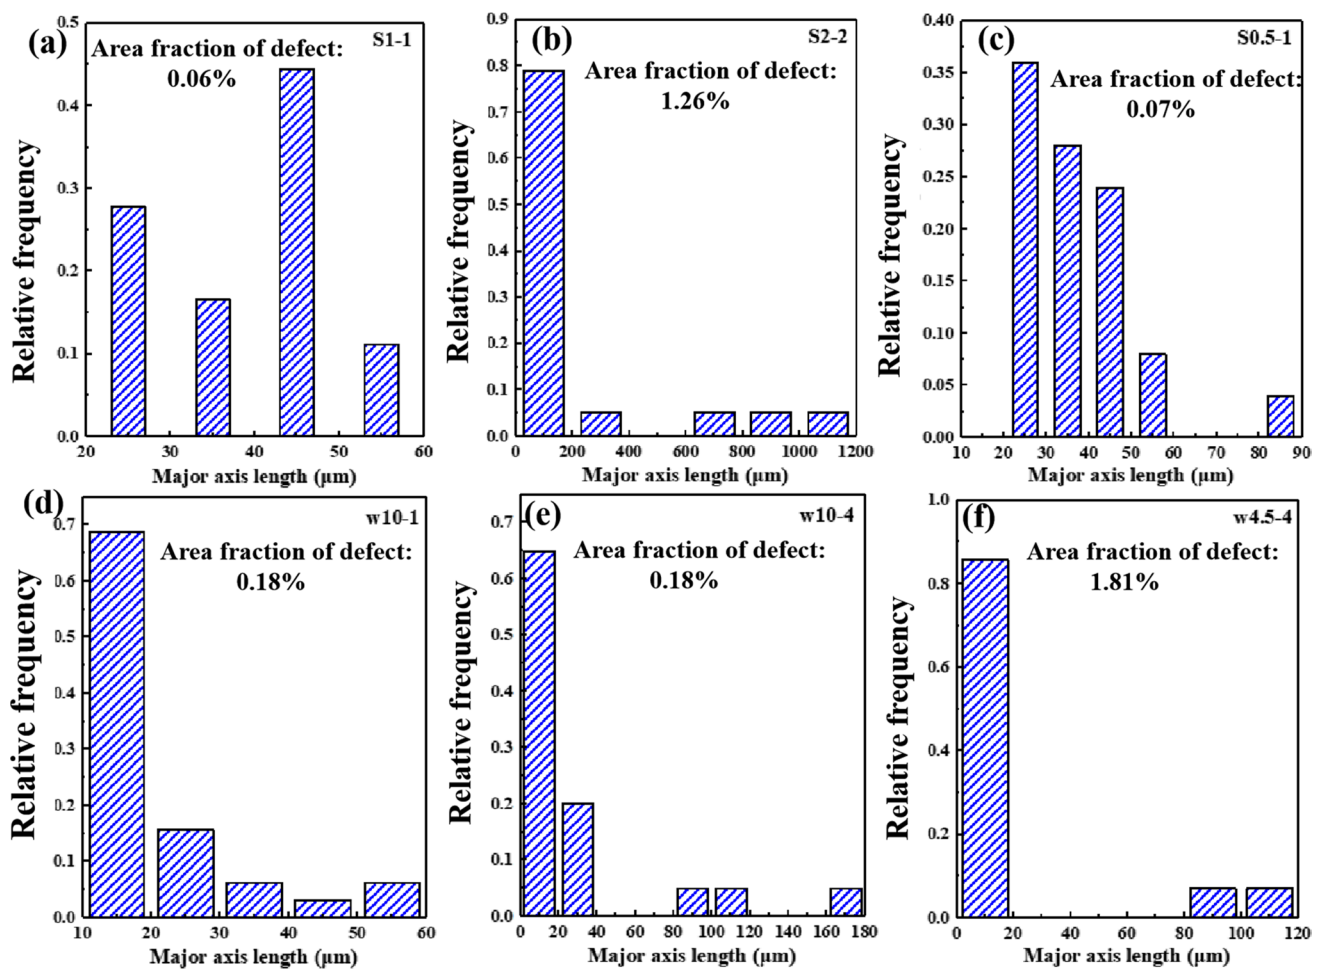 (a)
Area fraction of defect:
0.06%
S1-1
Relative frequency
0.5
0.4
0.3
0.2
0.1
0.0
20 30 40 50 60
Major axis length (μm)
(b)
S2-2
Area fraction of defect:
1.26%
Relative frequency
0.9
0.8
0.7
0.6
0.5
0.4
0.3
0.2
0.1
0.0
0 200 400 600 800 1000 1200
Major axis length (μm)
(c)
S0.5-1
Area fraction of defect:
0.07%
Relative frequency
0.40
0.35
0.30
0.25
0.20
0.15
0.10
0.05
0.00
10 20 30 40 50 60 70 80 90
Major axis length (μm)
(d)
w10-1
Area fraction of defect:
0.18%
Relative frequency
0.7
0.6
0.5
0.4
0.3
0.2
0.1
0.0
10 20 30 40 50 60
Major axis length (μm)
(e)
w10-4
Area fraction of defect:
0.18%
Relative frequency
0.7
0.6
0.5
0.4
0.3
0.2
0.1
0.0
0 20 40 60 80 100 120 140 160 180
Major axis length (μm)
(f)
w4.5-4
Area fraction of defect:
1.81%
Relative frequency
1.0
0.8
0.6
0.4
0.2
0.0
0 20 40 60 80 100 120
Major axis length (μm)